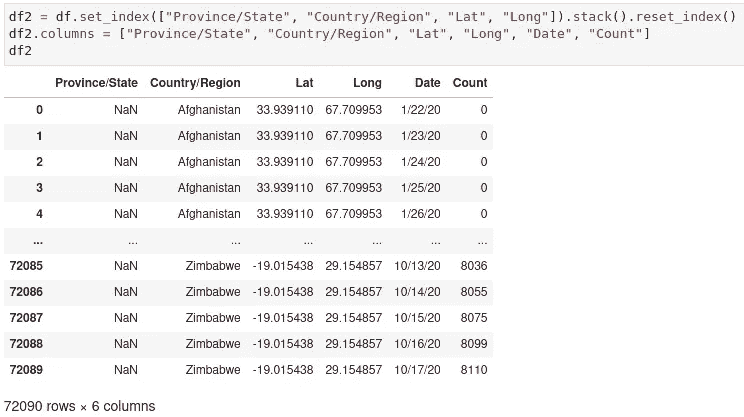 df2 = df.set_index(["Province/State", "Country/Region", "Lat", "Long"]).stack().reset_index()
df2.columns = ["Province/State", "Country/Region", "Lat", "Long", "Date", "Count"]
df2
Province/State Country/Region Lat Long Date Count
0 NaN Afghanistan 33.939110 67.709953 1/22/20 0
1 NaN Afghanistan 33.939110 67.709953 1/23/20 0
2 NaN Afghanistan 33.939110 67.709953 1/24/20 0
3 NaN Afghanistan 33.939110 67.709953 1/25/20 0
4 NaN Afghanistan 33.939110 67.709953 1/26/20 0
... ... ... ... ... ... ...
72085 NaN Zimbabwe -19.015438 29.154857 10/13/20 8036
72086 NaN Zimbabwe -19.015438 29.154857 10/14/20 8055
72087 NaN Zimbabwe -19.015438 29.154857 10/15/20 8075
72088 NaN Zimbabwe -19.015438 29.154857 10/16/20 8099
72089 NaN Zimbabwe -19.015438 29.154857 10/17/20 8110
72090 rows × 6 columns